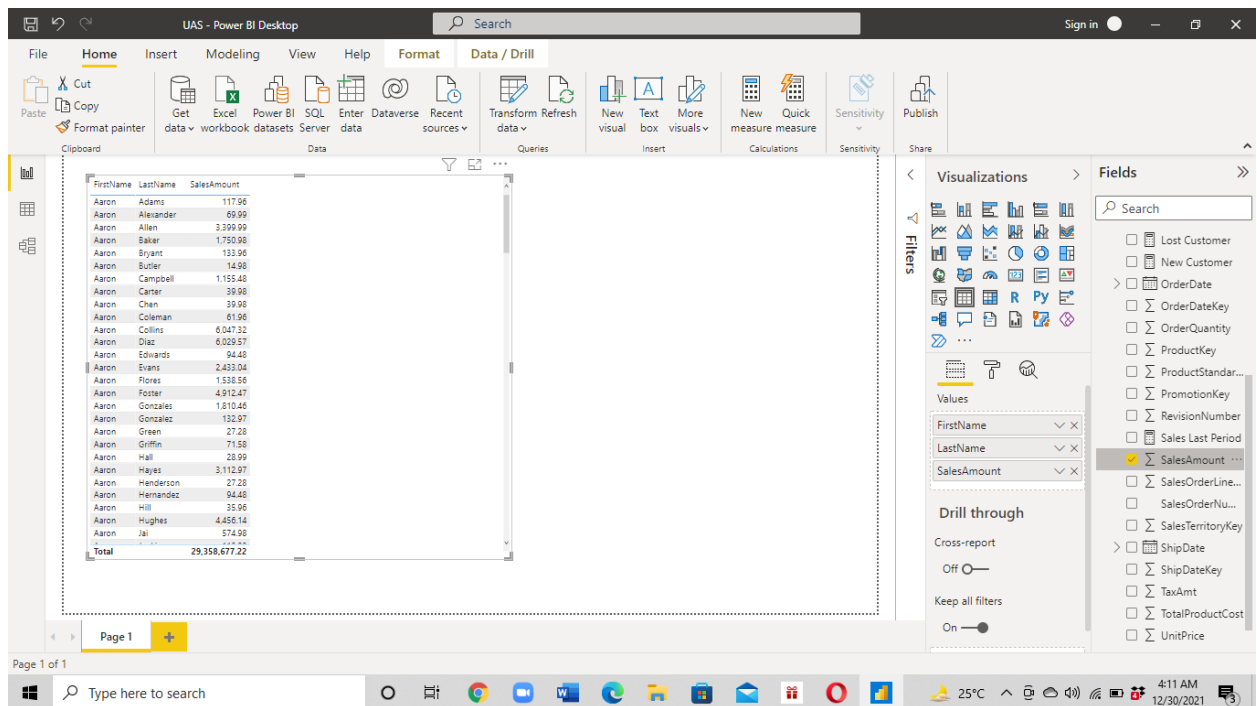 UAS - Power BI Desktop
Search
Sign in
File Home Insert Modeling View Help Format Data / Drill
Paste
Cut
Copy
Format painter
Clipboard
Get data
Excel workbook
Power BI datasets
SQL Server
Enter data
Dataverse
Recent sources
Data
Transform data
Refresh
Queries
New visual
Text box
More visuals
Insert
New measure
Quick measure
Calculations
Sensitivity
Sensitivity
Publish
Share
FirstName LastName SalesAmount
Aaron Adams 117.96
Aaron Alexander 69.99
Aaron Allen 3,399.99
Aaron Baker 1,750.98
Aaron Bryant 133.96
Aaron Butler 14.98
Aaron Campbell 1,155.48
Aaron Carter 39.98
Aaron Chen 39.98
Aaron Coleman 61.96
Aaron Collins 6,047.32
Aaron Diaz 6,029.57
Aaron Edwards 94.48
Aaron Evans 2,433.04
Aaron Flores 1,538.56
Aaron Foster 4,912.47
Aaron Gonzales 1,810.46
Aaron Gonzalez 132.97
Aaron Green 27.28
Aaron Griffin 71.58
Aaron Hall 28.99
Aaron Hayes 3,112.97
Aaron Henderson 27.28
Aaron Hernandez 94.48
Aaron Hill 35.96
Aaron Hughes 4,456.14
Aaron Jai 574.98
Total 29,358,677.22
Filters
Visualizations
123
R Py
Values
FirstName
LastName
SalesAmount
Drill through
Cross-report
Off
Keep all filters
On
Fields
Search
Lost Customer
New Customer
OrderDate
OrderDateKey
OrderQuantity
ProductKey
ProductStandar...
PromotionKey
RevisionNumber
Sales Last Period
SalesAmount
SalesOrderLine...
SalesOrderNu...
SalesTerritoryKey
ShipDate
ShipDateKey
TaxAmt
TotalProductCost
UnitPrice
Page 1
Page 1 of 1
Type here to search
25°C
4:11 AM
12/30/2021
3